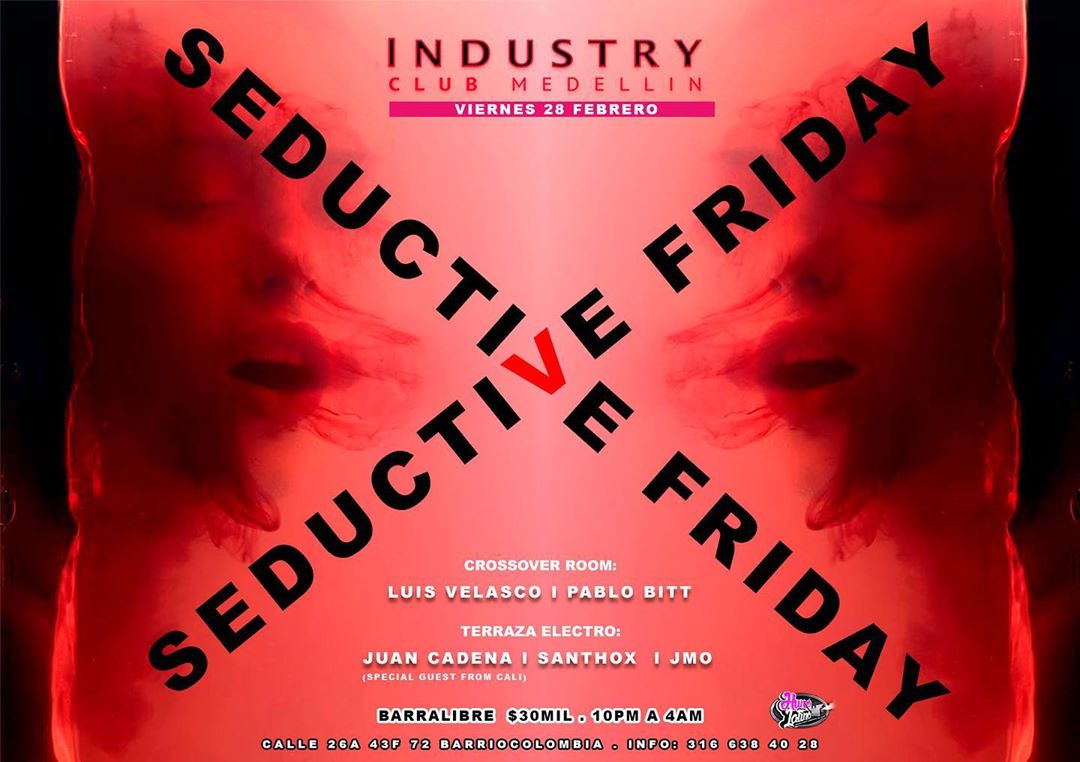 INDUSTRY
CLUB MEDELLIN
VIERNES 28 FEBRERO
SEDUCTIVE FRIDAY
SEDUCTIVE FRIDAY
CROSSOVER ROOM:
LUIS VELASCO I PABLO BITT
TERRAZA ELECTRO:
JUAN CADENA I SANTHOX I JMO
(SPECIAL GUEST FROM CALI)
BARRALIBRE $30MIL . 10PM A 4AM
Latino
CALLE 26A 43F 72 BARRIOCOLOMBIA . INFO: 316 638 40 28